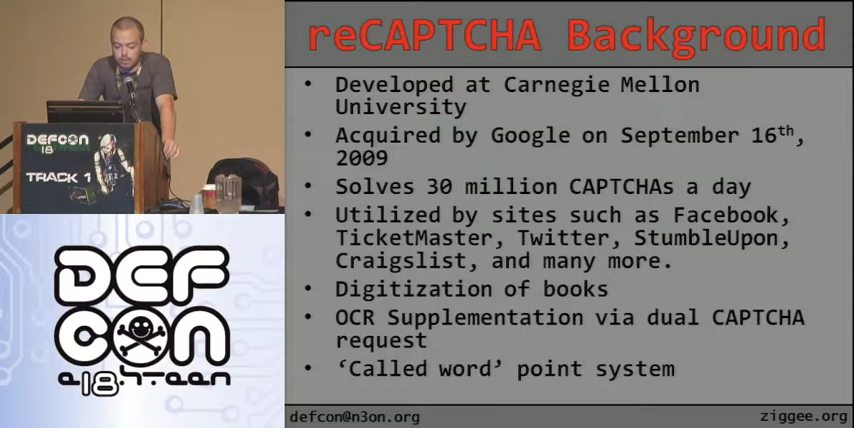 DEFCON
18
TRACK 1
DEF
CON
e18hteen
reCAPTCHA Background
• Developed at Carnegie Mellon
University
• Acquired by Google on September 16th,
2009
• Solves 30 million CAPTCHAs a day
• Utilized by sites such as Facebook,
TicketMaster, Twitter, StumbleUpon,
Craigslist, and many more.
• Digitization of books
• OCR Supplementation via dual CAPTCHA
request
• ‘Called word’ point system
defcon@n3on.org
ziggee.org